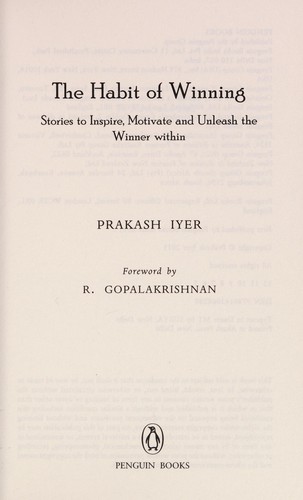 The Habit of Winning
Stories to Inspire, Motivate and Unleash the
Winner within
PRAKASH IYER
Foreword by
R. GOPALAKRISHNAN
PENGUIN BOOKS